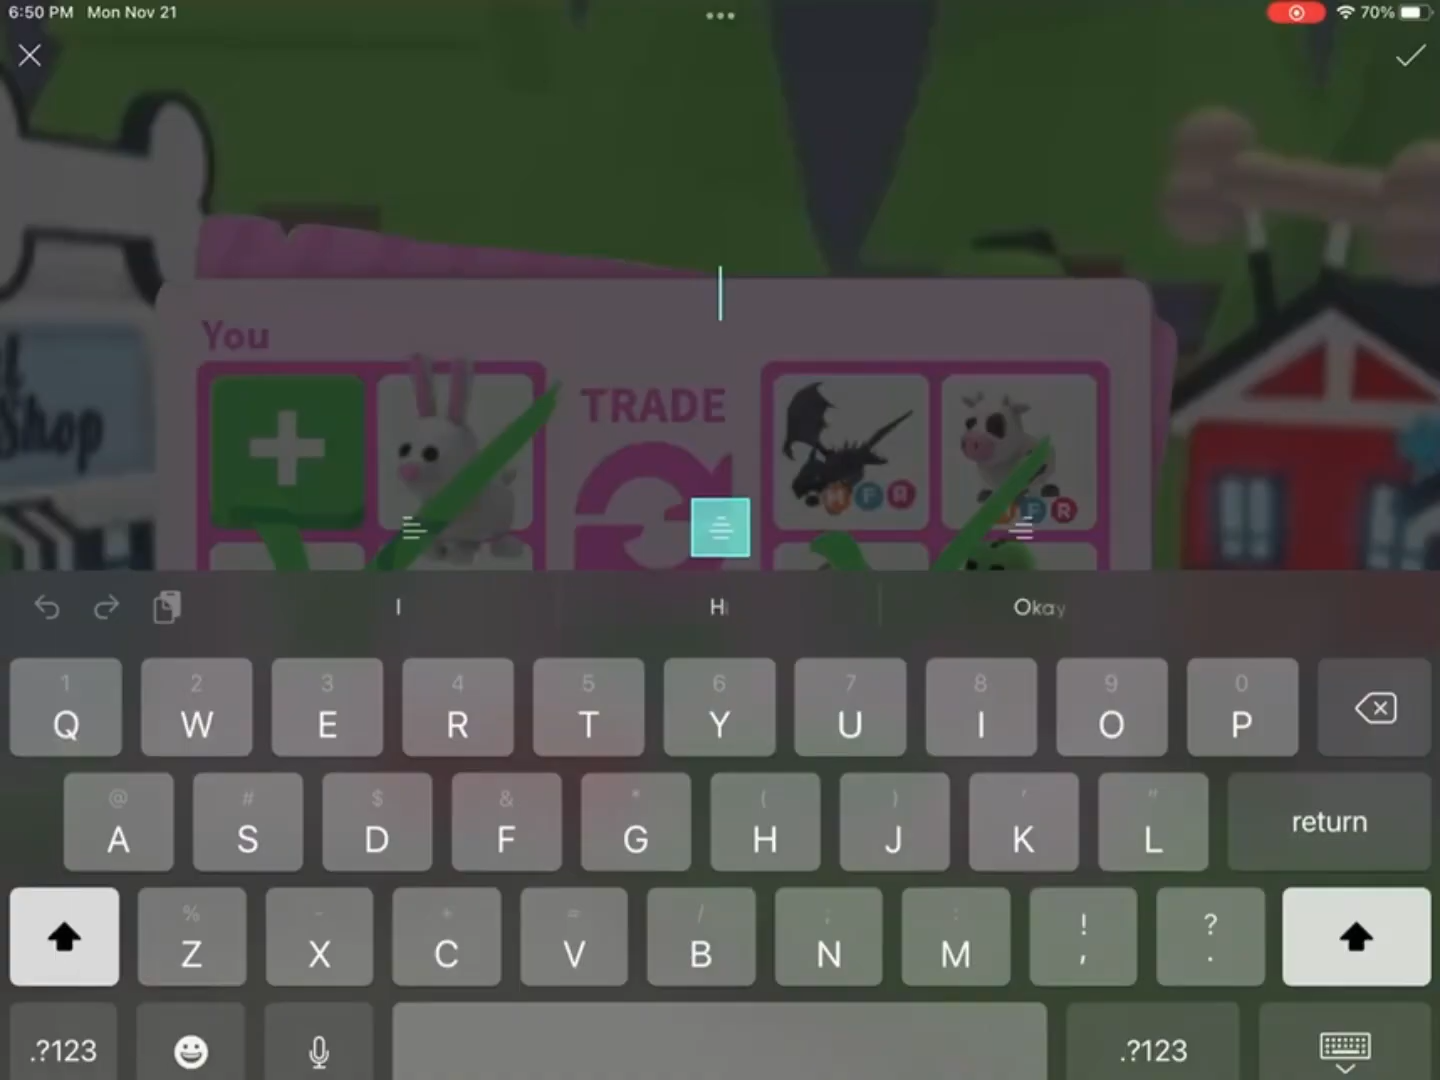 6:50 PM Mon Nov 21
70%
You
TRADE
Shop
M F R
F R
I
Hi
Okay
1 2 3 4 5 6 7 8 9 0
Q W E R T Y U I O P
@ # $ & * ( ) ' "
A S D F G H J K L return
% - + = / ; : ! ?
Z X C V B N M , .
.?123 .?123